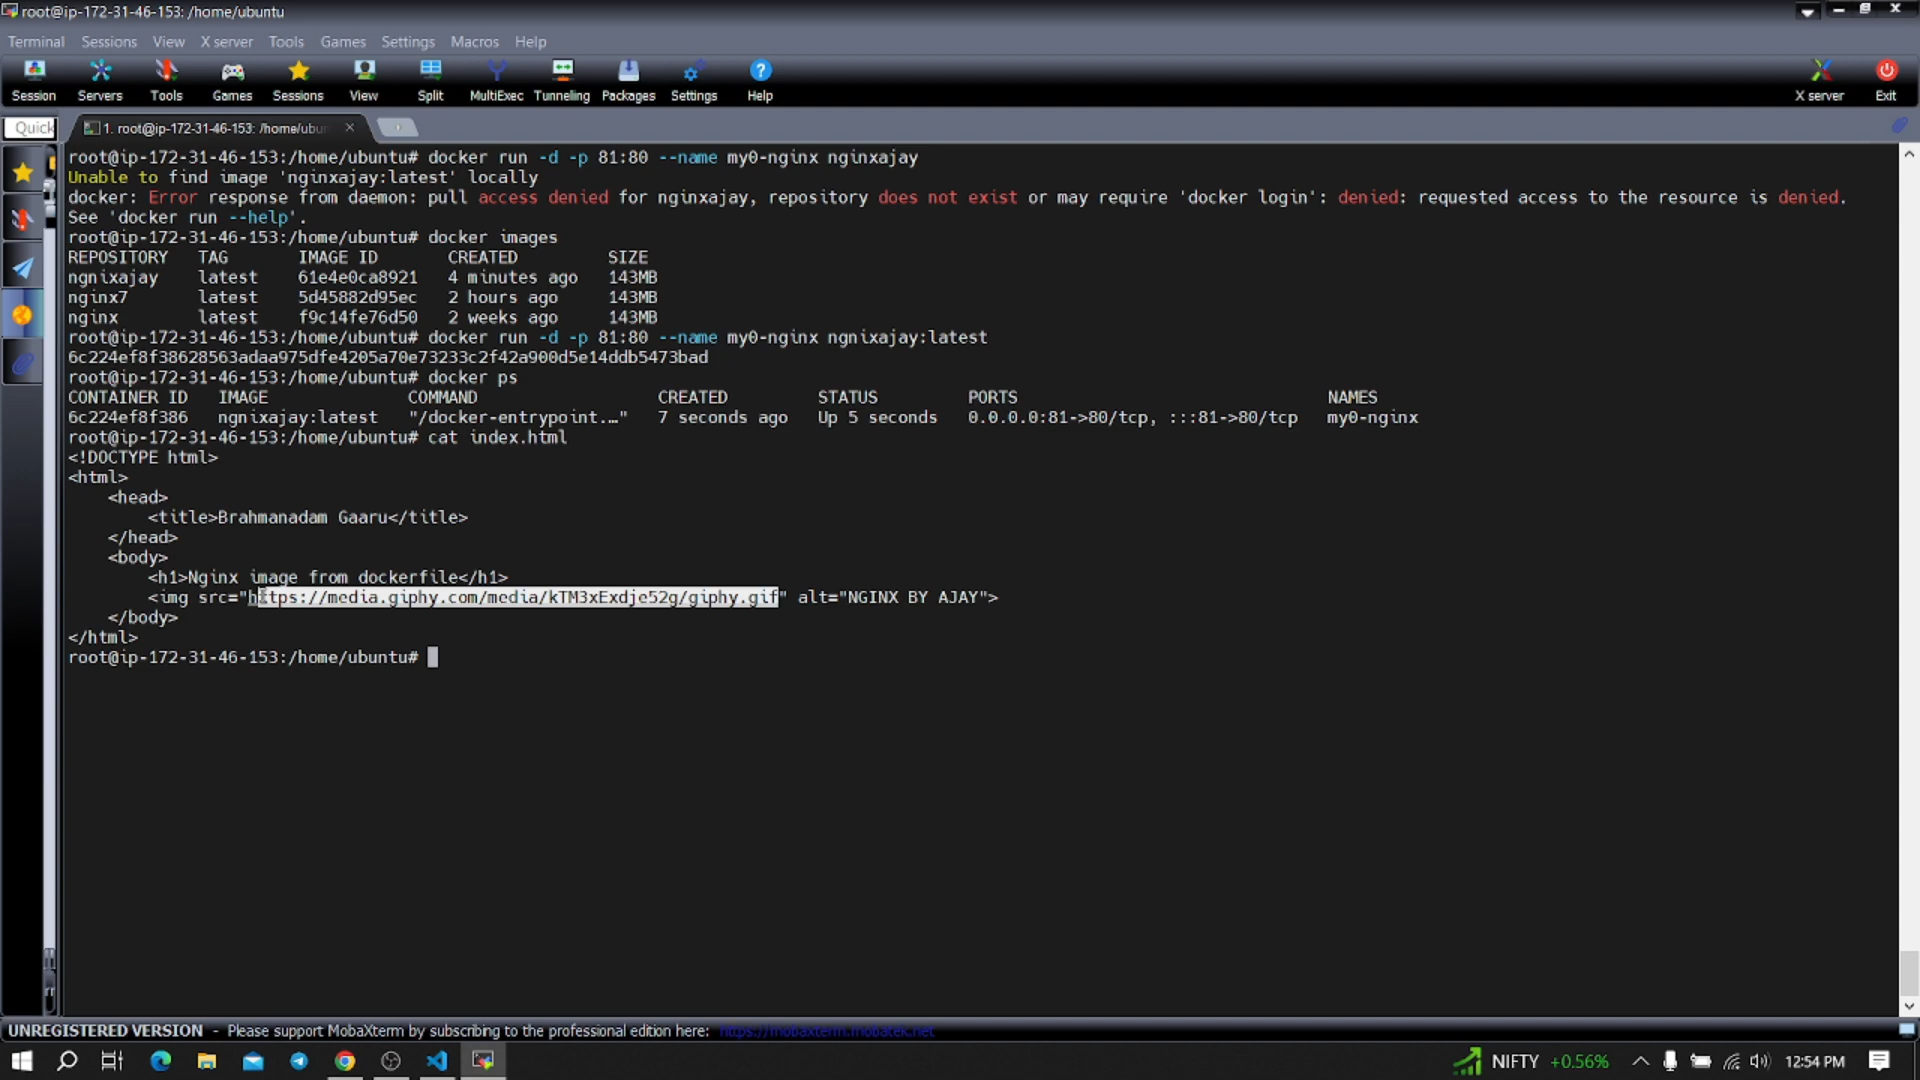 root@ip-172-31-46-153: /home/ubuntu
Terminal Sessions View X server Tools Games Settings Macros Help
Session Servers Tools Games Sessions View Split MultiExec Tunneling Packages Settings Help X server Exit
Quick 1. root@ip-172-31-46-153: /home/ubun
root@ip-172-31-46-153:/home/ubuntu# docker run -d -p 81:80 --name my0-nginx nginxajay
Unable to find image 'nginxajay:latest' locally
docker: Error response from daemon: pull access denied for nginxajay, repository does not exist or may require 'docker login': denied: requested access to the resource is denied.
See 'docker run --help'.
root@ip-172-31-46-153:/home/ubuntu# docker images
REPOSITORY TAG IMAGE ID CREATED SIZE
ngnixajay latest 61e4e0ca8921 4 minutes ago 143MB
nginx7 latest 5d45882d95ec 2 hours ago 143MB
nginx latest f9c14fe76d50 2 weeks ago 143MB
root@ip-172-31-46-153:/home/ubuntu# docker run -d -p 81:80 --name my0-nginx ngnixajay:latest
6c224ef8f38628563adaa975dfe4205a70e73233c2f42a900d5e14ddb5473bad
root@ip-172-31-46-153:/home/ubuntu# docker ps
CONTAINER ID IMAGE COMMAND CREATED STATUS PORTS NAMES
6c224ef8f386 ngnixajay:latest "/docker-entrypoint.…" 7 seconds ago Up 5 seconds 0.0.0.0:81->80/tcp, :::81->80/tcp my0-nginx
root@ip-172-31-46-153:/home/ubuntu# cat index.html
<!DOCTYPE html>
<html>
<head>
<title>Brahmanadam Gaaru</title>
</head>
<body>
<h1>Nginx image from dockerfile</h1>
<img src="https://media.giphy.com/media/kTM3xExdje52g/giphy.gif" alt="NGINX BY AJAY">
</body>
</html>
root@ip-172-31-46-153:/home/ubuntu#
UNREGISTERED VERSION - Please support MobaXterm by subscribing to the professional edition here: https://mobaxterm.mobatek.net
NIFTY +0.56% 12:54 PM